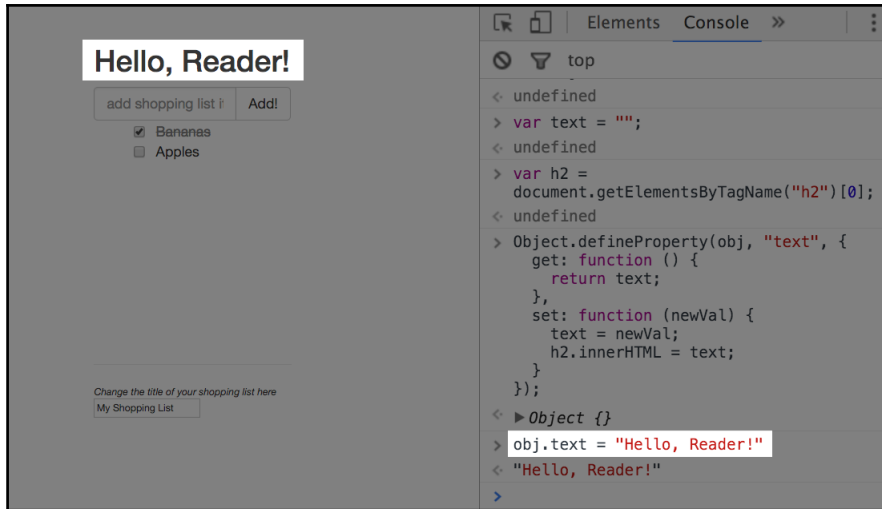 Hello, Reader!
add shopping list i
Add!
Bananas
Apples
Change the title of your shopping list here
My Shopping List
Elements Console »
top
undefined
> var text = "";
undefined
> var h2 =
document.getElementsByTagName("h2")[0];
undefined
> Object.defineProperty(obj, "text", {
get: function () {
return text;
},
set: function (newVal) {
text = newVal;
h2.innerHTML = text;
}
});
▶Object {}
> obj.text = "Hello, Reader!"
"Hello, Reader!"
>